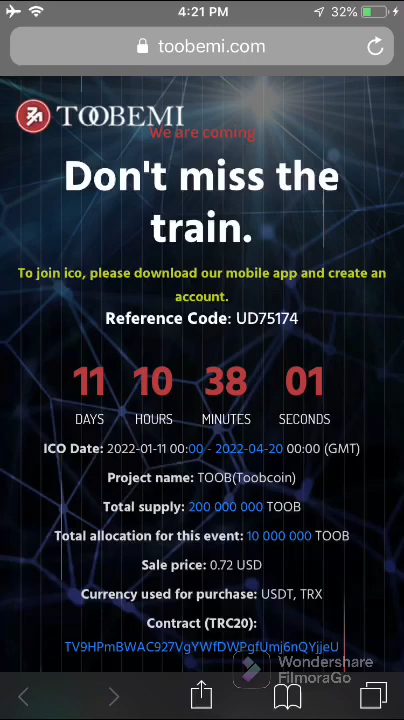 4:21 PM
32%
toobemi.com
TOOBEMI
We are coming
Don't miss the
train.
To join ico, please download our mobile app and create an
account.
Reference Code: UD75174
11 10 38 01
DAYS HOURS MINUTES SECONDS
ICO Date: 2022-01-11 00:00 - 2022-04-20 00:00 (GMT)
Project name: TOOB(Toobcoin)
Total supply: 200 000 000 TOOB
Total allocation for this event: 10 000 000 TOOB
Sale price: 0.72 USD
Currency used for purchase: USDT, TRX
Contract (TRC20):
TV9HPmBWAC927VgYWfDWPgfUmj6nQYjjeU
Wondershare
FilmoraGo